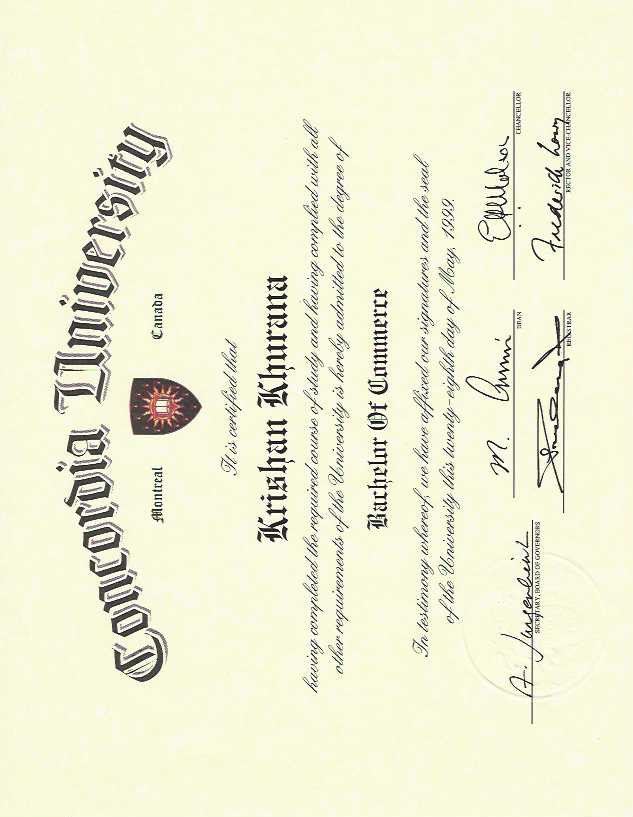 Concordia University
Montreal Canada
It is certified that
Krishan Khurana
having completed the required course of study and having complied with all
other requirements of the University is hereby admitted to the degree of
Bachelor Of Commerce
In testimony whereof, we have affixed our signatures and the seal
of the University this twenty-eighth day of May, 1999.
SECRETARY, BOARD OF GOVERNORS
DEAN
CHANCELLOR
REGISTRAR
Frederick Lowy
RECTOR AND VICE-CHANCELLOR